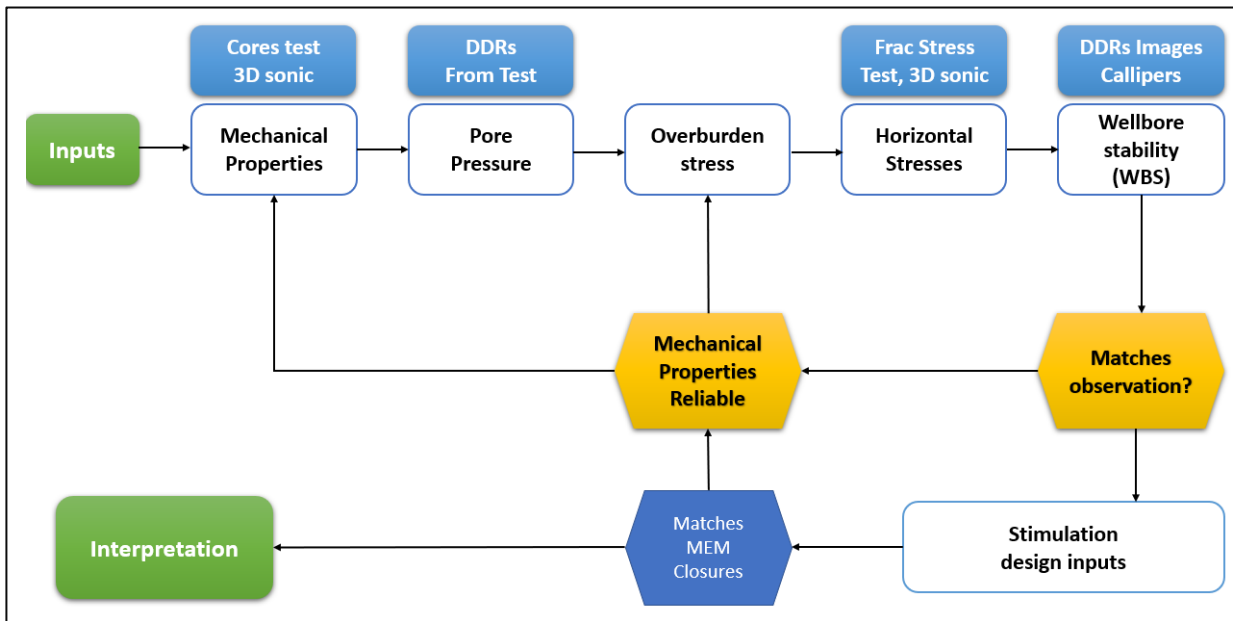 Cores test
3D sonic
DDRs
From Test
Frac Stress
Test, 3D sonic
DDRs Images
Callipers
Inputs
Mechanical
Properties
Pore
Pressure
Overburden
stress
Horizontal
Stresses
Wellbore
stability
(WBS)
Mechanical
Properties
Reliable
Matches
observation?
Interpretation
Matches
MEM
Closures
Stimulation
design inputs